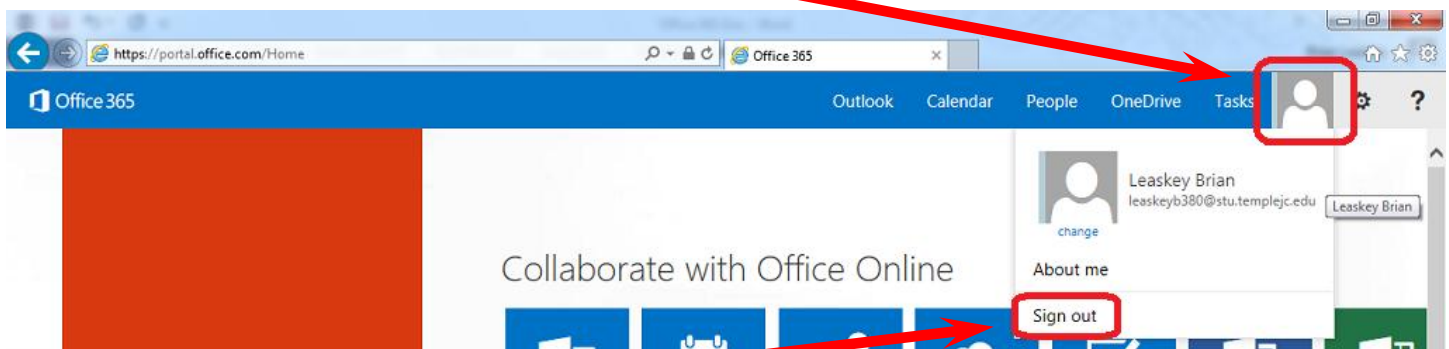 https://portal.office.com/Home
Office 365
Office 365
Outlook Calendar People OneDrive Tasks ?
Leaskey Brian
leaskeyb380@stu.templejc.edu
Leaskey Brian
change
Collaborate with Office Online
About me
Sign out